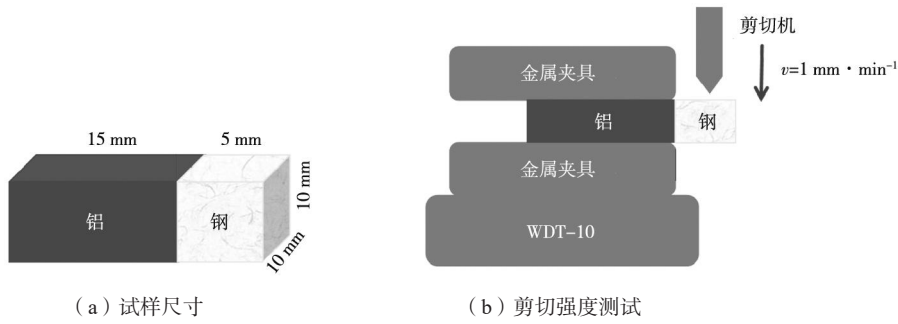 15 mm
5 mm
铝
钢
10 mm
10 mm
(a)试样尺寸
剪切机
v=1 mm·min⁻¹
金属夹具
铝
钢
金属夹具
WDT-10
(b)剪切强度测试